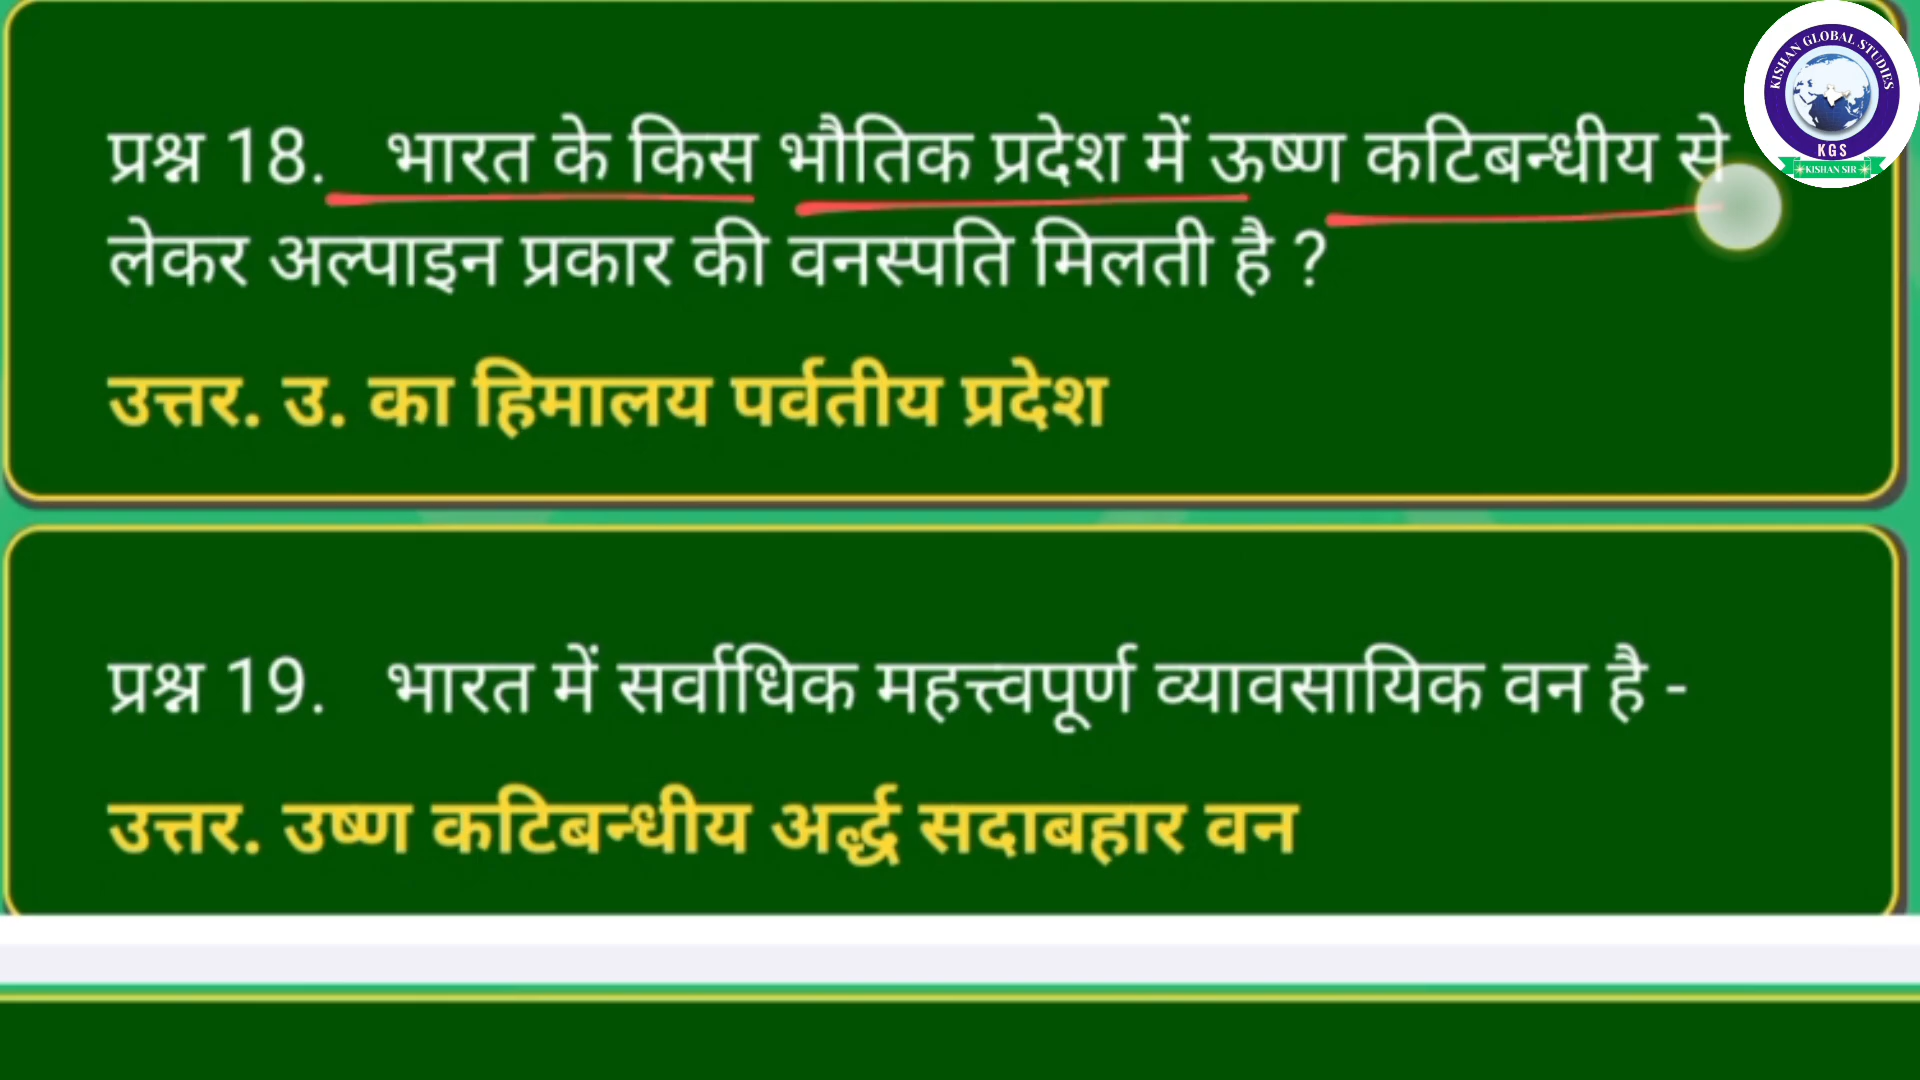 प्रश्न 18. भारत के किस भौतिक प्रदेश में ऊष्ण कटिबन्धीय से
लेकर अल्पाइन प्रकार की वनस्पति मिलती है ?
उत्तर. उ. का हिमालय पर्वतीय प्रदेश
प्रश्न 19. भारत में सर्वाधिक महत्त्वपूर्ण व्यावसायिक वन है -
उत्तर. उष्ण कटिबन्धीय अर्द्ध सदाबहार वन
KISHAN GLOBAL STUDIES
KGS
KISHAN SIR